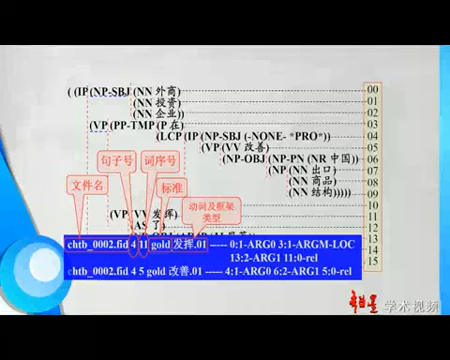 ((IP (NP-SBJ (NN 外商) 00
(NN 投资) 01
(NN 企业)) 02
(VP (PP-TMP (P 在) 03
(LCP (IP (NP-SBJ (-NONE- *PRO*)) 04
(VP (VV 改善) 05
(NP-OBJ (NP-PN (NR 中国)) 06
(NP (NN 出口) 07
(NN 商品) 08
(NN 结构))))) 09
10
(VP (VV 发挥) 11
(AS 了) 12
13
14
15
句子号 词序号
文件名 标准
动词及框架
类型
chtb_0002.fid 4 11 gold 发挥.01 ----- 0:1-ARG0 3:1-ARGM-LOC
13:2-ARG1 11:0-rel
chtb_0002.fid 4 5 gold 改善.01 ----- 4:1-ARG0 6:2-ARG1 5:0-rel
学术视频